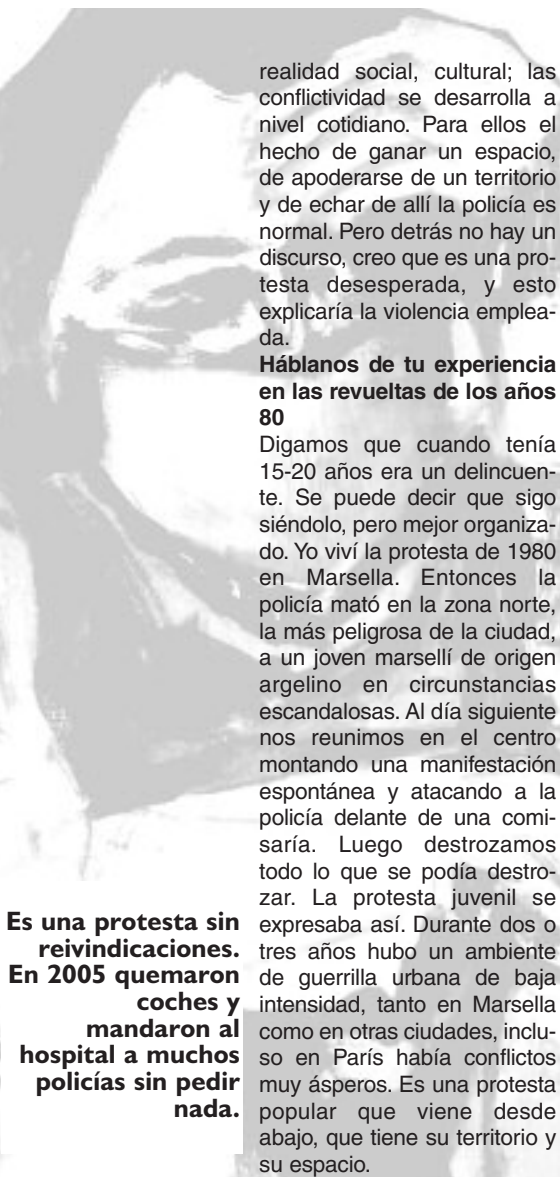 realidad social, cultural; las
conflictividad se desarrolla a
nivel cotidiano. Para ellos el
hecho de ganar un espacio,
de apoderarse de un territorio
y de echar de allí la policía es
normal. Pero detrás no hay un
discurso, creo que es una pro-
testa desesperada, y esto
explicaría la violencia emplea-
da.
Háblanos de tu experiencia
en las revueltas de los años
80
Digamos que cuando tenía
15-20 años era un delincuen-
te. Se puede decir que sigo
siéndolo, pero mejor organiza-
do. Yo viví la protesta de 1980
en Marsella. Entonces la
policía mató en la zona norte,
la más peligrosa de la ciudad,
a un joven marsellí de origen
argelino en circunstancias
escandalosas. Al día siguiente
nos reunimos en el centro
montando una manifestación
espontánea y atacando a la
policía delante de una comi-
saría. Luego destrozamos
todo lo que se podía destro-
zar. La protesta juvenil se
expresaba así. Durante dos o
tres años hubo un ambiente
de guerrilla urbana de baja
intensidad, tanto en Marsella
como en otras ciudades, inclu-
so en París había conflictos
muy ásperos. Es una protesta
popular que viene desde
abajo, que tiene su territorio y
su espacio.
Es una protesta sin
reivindicaciones.
En 2005 quemaron
coches y
mandaron al
hospital a muchos
policías sin pedir
nada.